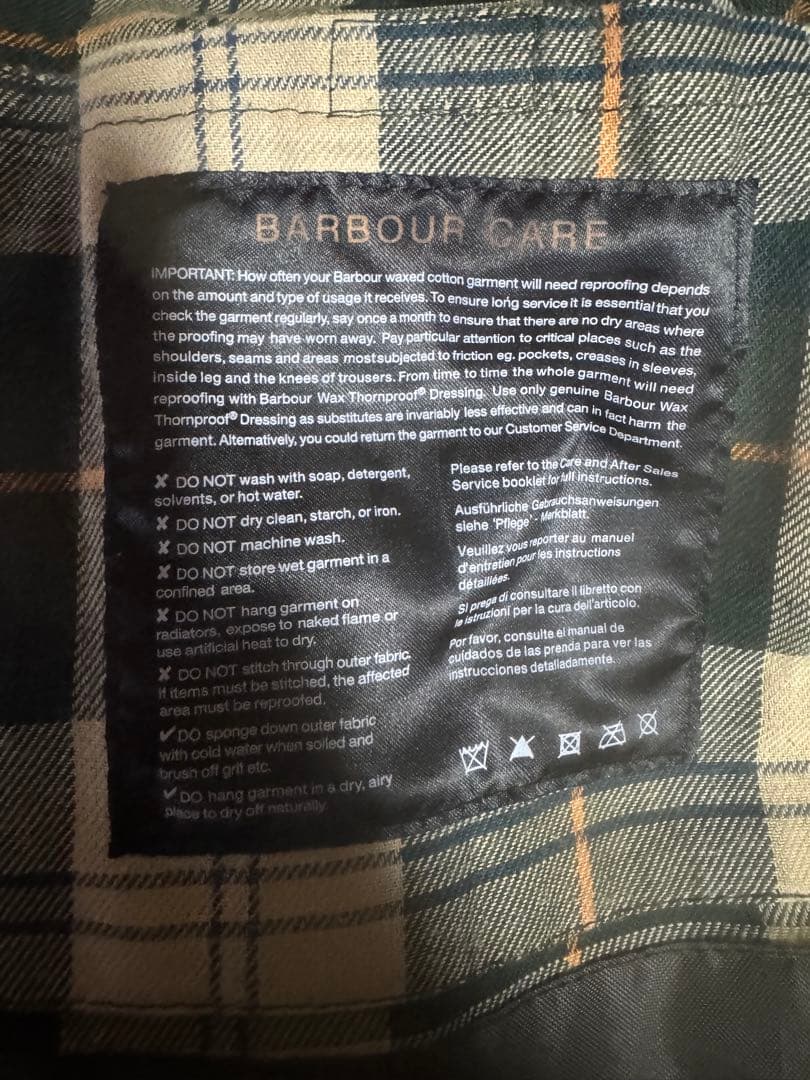 BARBOUR CARE
IMPORTANT: How often your Barbour waxed cotton garment will need reproofing depends
on the amount and type of usage it receives. To ensure long service it is essential that you
check the garment regularly, say once a month to ensure that there are no dry areas where
the proofing may have worn away. Pay particular attention to critical places such as the
shoulders, seams and areas most subjected to friction eg. pockets, creases in sleeves,
inside leg and the knees of trousers. From time to time the whole garment will need
reproofing with Barbour Wax Thornproof® Dressing. Use only genuine Barbour Wax
Thornproof® Dressing as substitutes are invariably less effective and can in fact harm the
garment. Alternatively, you could return the garment to our Customer Service Department.
✘ DO NOT wash with soap, detergent,
solvents, or hot water.
✘ DO NOT dry clean, starch, or iron.
✘ DO NOT machine wash.
✘ DO NOT store wet garment in a
confined area.
✘ DO NOT hang garment on
radiators, expose to naked flame or
use artificial heat to dry.
✘ DO NOT stitch through outer fabric.
If items must be stitched, the affected
area must be reproofed.
✔ DO sponge down outer fabric
with cold water when soiled and
brush off grit etc.
✔ DO hang garment in a dry, airy
place to dry off naturally.
Please refer to the Care and After Sales
Service booklet for full instructions.
Ausführliche Gebrauchsanweisungen
siehe 'Pflege' - Merkblatt.
Veuillez vous reporter au manuel
d'entretien pour les instructions
détaillées.
Si prega di consultare il libretto con
le istruzioni per la cura dell'articolo.
Por favor, consulte el manual de
cuidados de las prenda para ver las
instrucciones detalladamente.